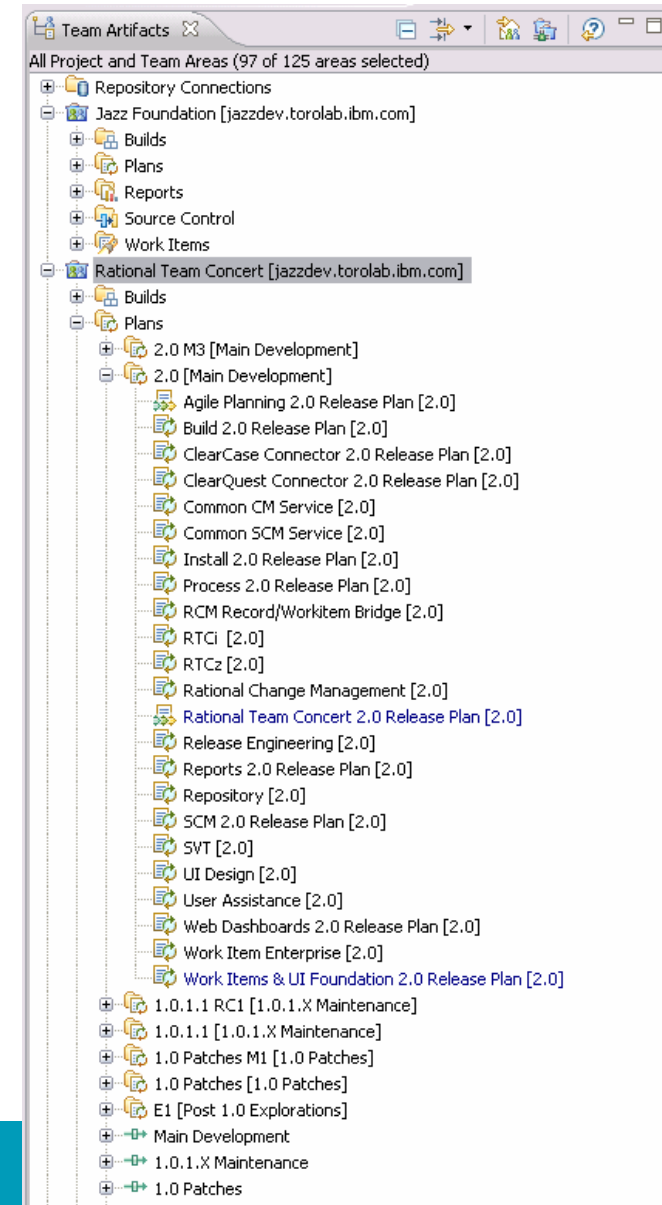 Team Artifacts
All Project and Team Areas (97 of 125 areas selected)
Repository Connections
Jazz Foundation [jazzdev.torolab.ibm.com]
Builds
Plans
Reports
Source Control
Work Items
Rational Team Concert [jazzdev.torolab.ibm.com]
Builds
Plans
2.0 M3 [Main Development]
2.0 [Main Development]
Agile Planning 2.0 Release Plan [2.0]
Build 2.0 Release Plan [2.0]
ClearCase Connector 2.0 Release Plan [2.0]
ClearQuest Connector 2.0 Release Plan [2.0]
Common CM Service [2.0]
Common SCM Service [2.0]
Install 2.0 Release Plan [2.0]
Process 2.0 Release Plan [2.0]
RCM Record/Workitem Bridge [2.0]
RTCi [2.0]
RTCz [2.0]
Rational Change Management [2.0]
Rational Team Concert 2.0 Release Plan [2.0]
Release Engineering [2.0]
Reports 2.0 Release Plan [2.0]
Repository [2.0]
SCM 2.0 Release Plan [2.0]
SVT [2.0]
UI Design [2.0]
User Assistance [2.0]
Web Dashboards 2.0 Release Plan [2.0]
Work Item Enterprise [2.0]
Work Items & UI Foundation 2.0 Release Plan [2.0]
1.0.1.1 RC1 [1.0.1.X Maintenance]
1.0.1.1 [1.0.1.X Maintenance]
1.0 Patches M1 [1.0 Patches]
1.0 Patches [1.0 Patches]
E1 [Post 1.0 Explorations]
Main Development
1.0.1.X Maintenance
1.0 Patches